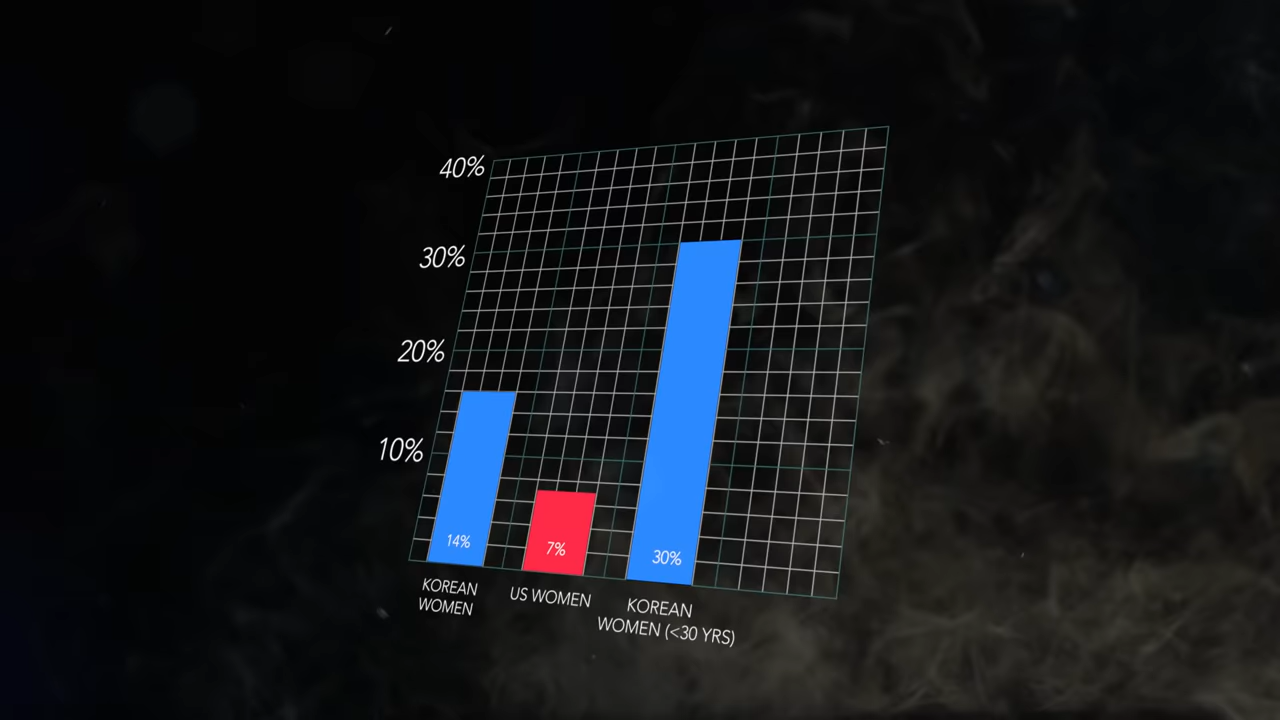 40%
30%
20%
10%
14%
7%
30%
KOREAN
WOMEN
US WOMEN
KOREAN
WOMEN (<30 YRS)